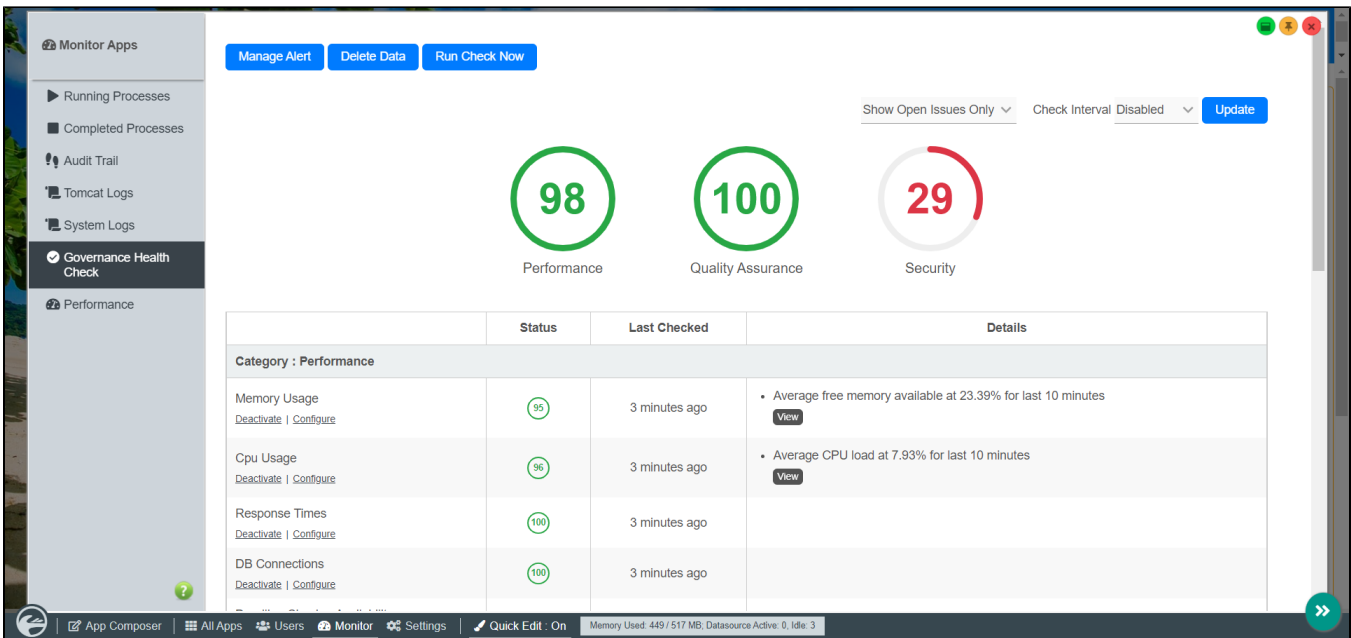 Monitor Apps
Running Processes
Completed Processes
Audit Trail
Tomcat Logs
System Logs
Governance Health
Check
Performance
Manage Alert
Delete Data
Run Check Now
Show Open Issues Only
Check Interval Disabled
Update
98
Performance
100
Quality Assurance
29
Security
Status
Last Checked
Details
Category : Performance
Memory Usage
Deactivate | Configure
95
3 minutes ago
• Average free memory available at 23.39% for last 10 minutes
View
Cpu Usage
Deactivate | Configure
96
3 minutes ago
• Average CPU load at 7.93% for last 10 minutes
View
Response Times
Deactivate | Configure
100
3 minutes ago
DB Connections
Deactivate | Configure
100
3 minutes ago
?
App Composer | All Apps Users Monitor Settings | Quick Edit : On Memory Used: 449 / 517 MB; Datasource Active: 0, Idle: 3